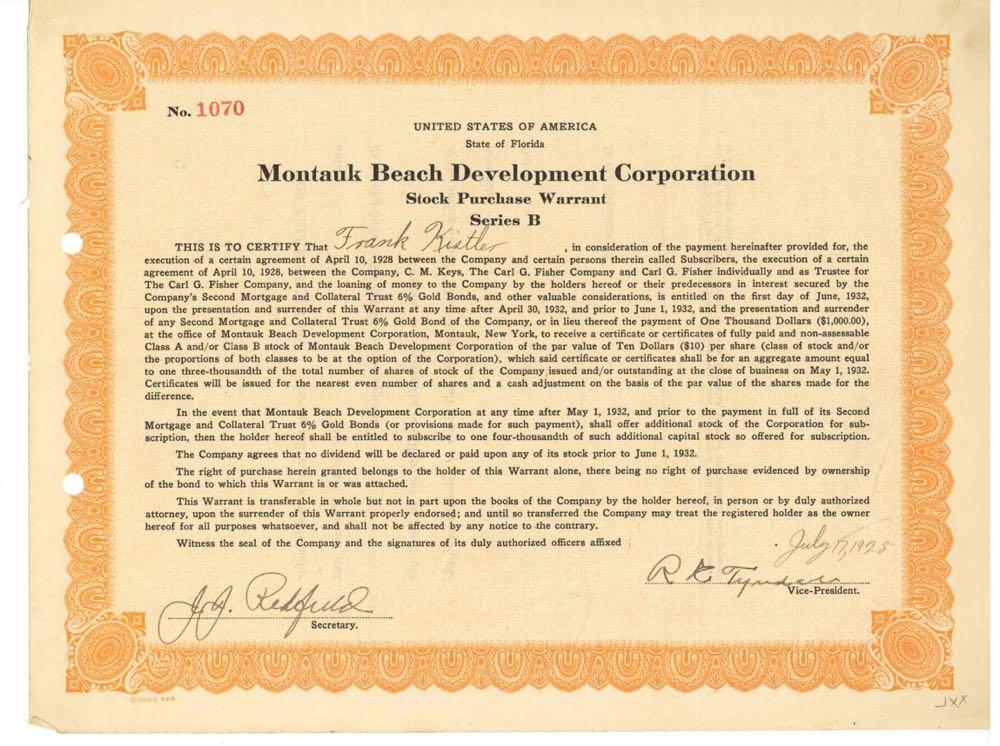 No. 1070
UNITED STATES OF AMERICA
State of Florida
Montauk Beach Development Corporation
Stock Purchase Warrant
Series B
THIS IS TO CERTIFY That Frank Kistler , in consideration of the payment hereinafter provided for, the
execution of a certain agreement of April 10, 1928 between the Company and certain persons therein called Subscribers, the execution of a certain
agreement of April 10, 1928, between the Company, C. M. Keys, The Carl G. Fisher Company and Carl G. Fisher individually and as Trustee for
The Carl G. Fisher Company, and the loaning of money to the Company by the holders hereof or their predecessors in interest secured by the
Company's Second Mortgage and Collateral Trust 6% Gold Bonds, and other valuable considerations, is entitled on the first day of June, 1932,
upon the presentation and surrender of this Warrant at any time after April 30, 1932, and prior to June 1, 1932, and the presentation and surrender
of any Second Mortgage and Collateral Trust 6% Gold Bond of the Company, or in lieu thereof the payment of One Thousand Dollars ($1,000.00),
at the office of Montauk Beach Development Corporation, Montauk, New York, to receive a certificate or certificates of fully paid and non-assessable
Class A and/or Class B stock of Montauk Beach Development Corporation of the par value of Ten Dollars ($10) per share (class of stock and/or
the proportions of both classes to be at the option of the Corporation), which said certificate or certificates shall be for an aggregate amount equal
to one three-thousandth of the total number of shares of stock of the Company issued and/or outstanding at the close of business on May 1, 1932.
Certificates will be issued for the nearest even number of shares and a cash adjustment on the basis of the par value of the shares made for the
difference.
In the event that Montauk Beach Development Corporation at any time after May 1, 1932, and prior to the payment in full of its Second
Mortgage and Collateral Trust 6% Gold Bonds (or provisions made for such payment), shall offer additional stock of the Corporation for sub-
scription, then the holder hereof shall be entitled to subscribe to one four-thousandth of such additional capital stock so offered for subscription.
The Company agrees that no dividend will be declared or paid upon any of its stock prior to June 1, 1932.
The right of purchase herein granted belongs to the holder of this Warrant alone, there being no right of purchase evidenced by ownership
of the bond to which this Warrant is or was attached.
This Warrant is transferable in whole but not in part upon the books of the Company by the holder hereof, in person or by duly authorized
attorney, upon the surrender of this Warrant properly endorsed; and until so transferred the Company may treat the registered holder as the owner
hereof for all purposes whatsoever, and shall not be affected by any notice to the contrary.
Witness the seal of the Company and the signatures of its duly authorized officers affixed July 17, 1928
R K Tyndall
Vice-President.
J. J. Redfield
Secretary.